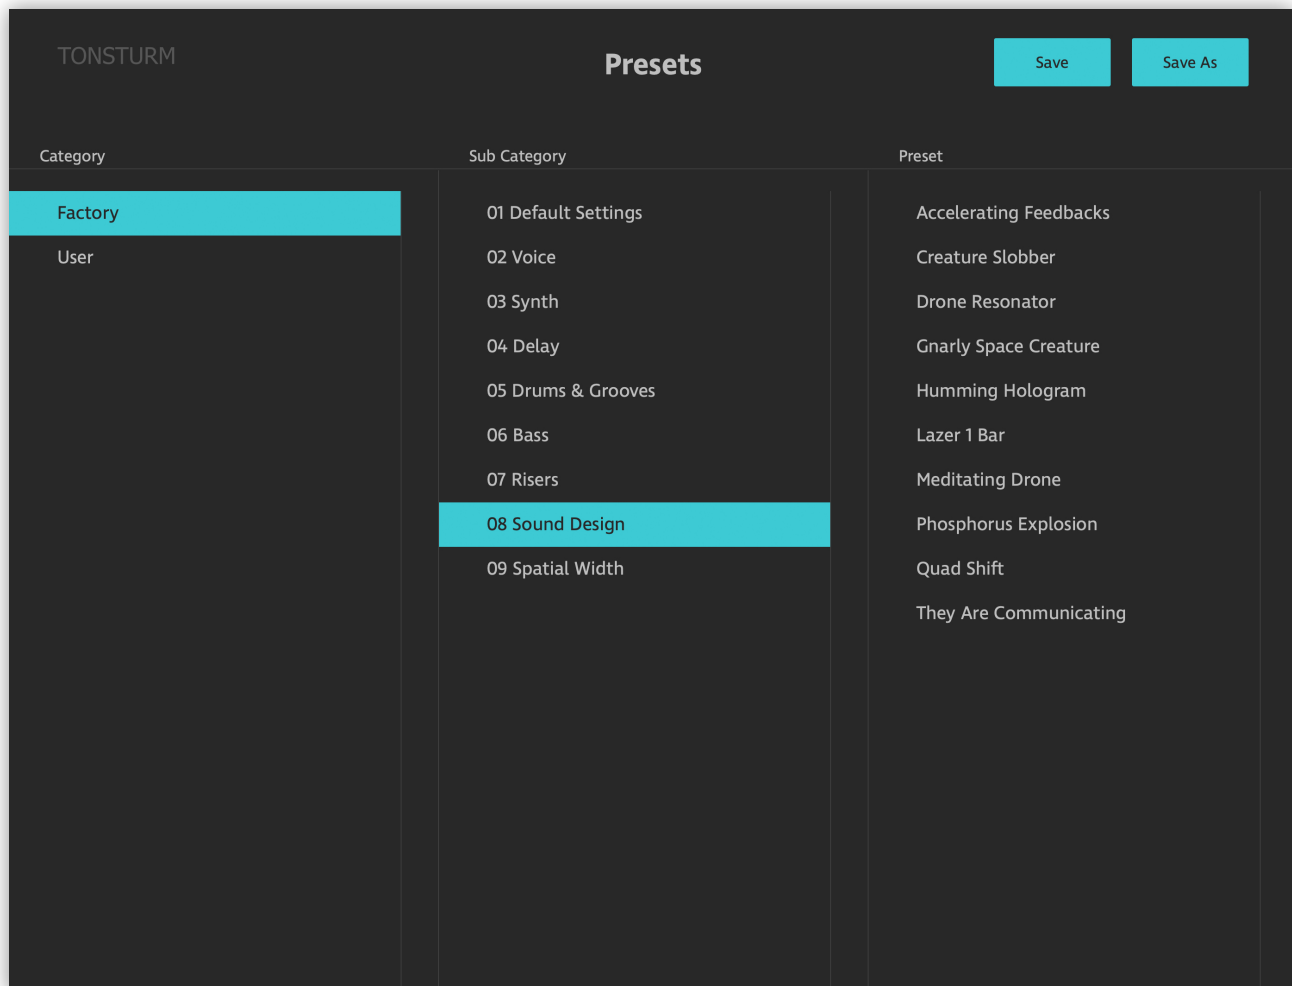 TONSTURM
Presets
Save
Save As
Category
Sub Category
Preset
Factory
User
01 Default Settings
02 Voice
03 Synth
04 Delay
05 Drums & Grooves
06 Bass
07 Risers
08 Sound Design
09 Spatial Width
Accelerating Feedbacks
Creature Slobber
Drone Resonator
Gnarly Space Creature
Humming Hologram
Lazer 1 Bar
Meditating Drone
Phosphorus Explosion
Quad Shift
They Are Communicating